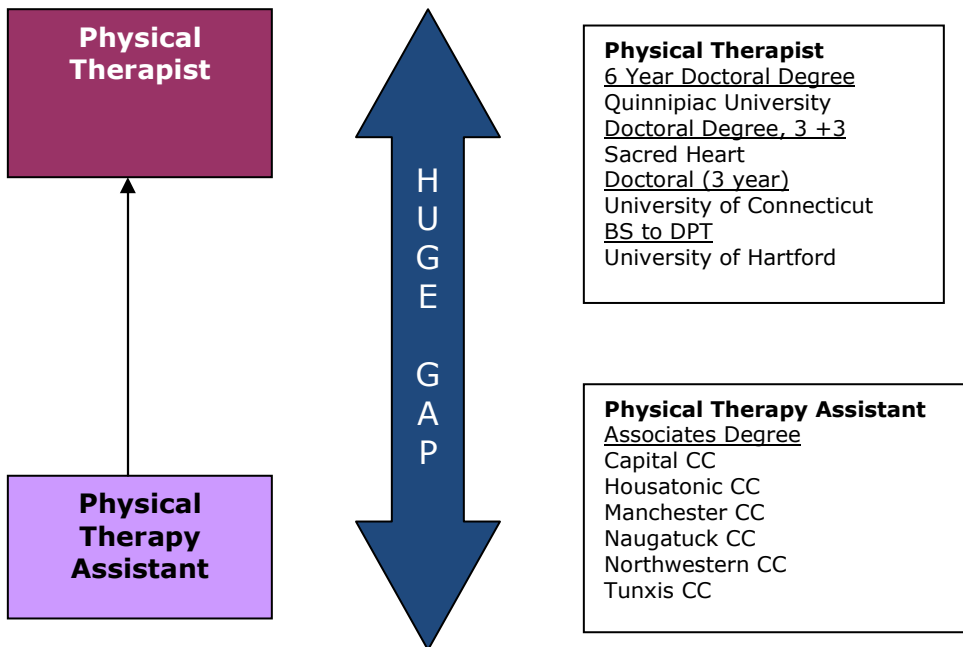 Physical
Therapist
Physical
Therapy
Assistant
H
U
G
E
G
A
P
Physical Therapist
6 Year Doctoral Degree
Quinnipiac University
Doctoral Degree, 3 +3
Sacred Heart
Doctoral (3 year)
University of Connecticut
BS to DPT
University of Hartford
Physical Therapy Assistant
Associates Degree
Capital CC
Housatonic CC
Manchester CC
Naugatuck CC
Northwestern CC
Tunxis CC